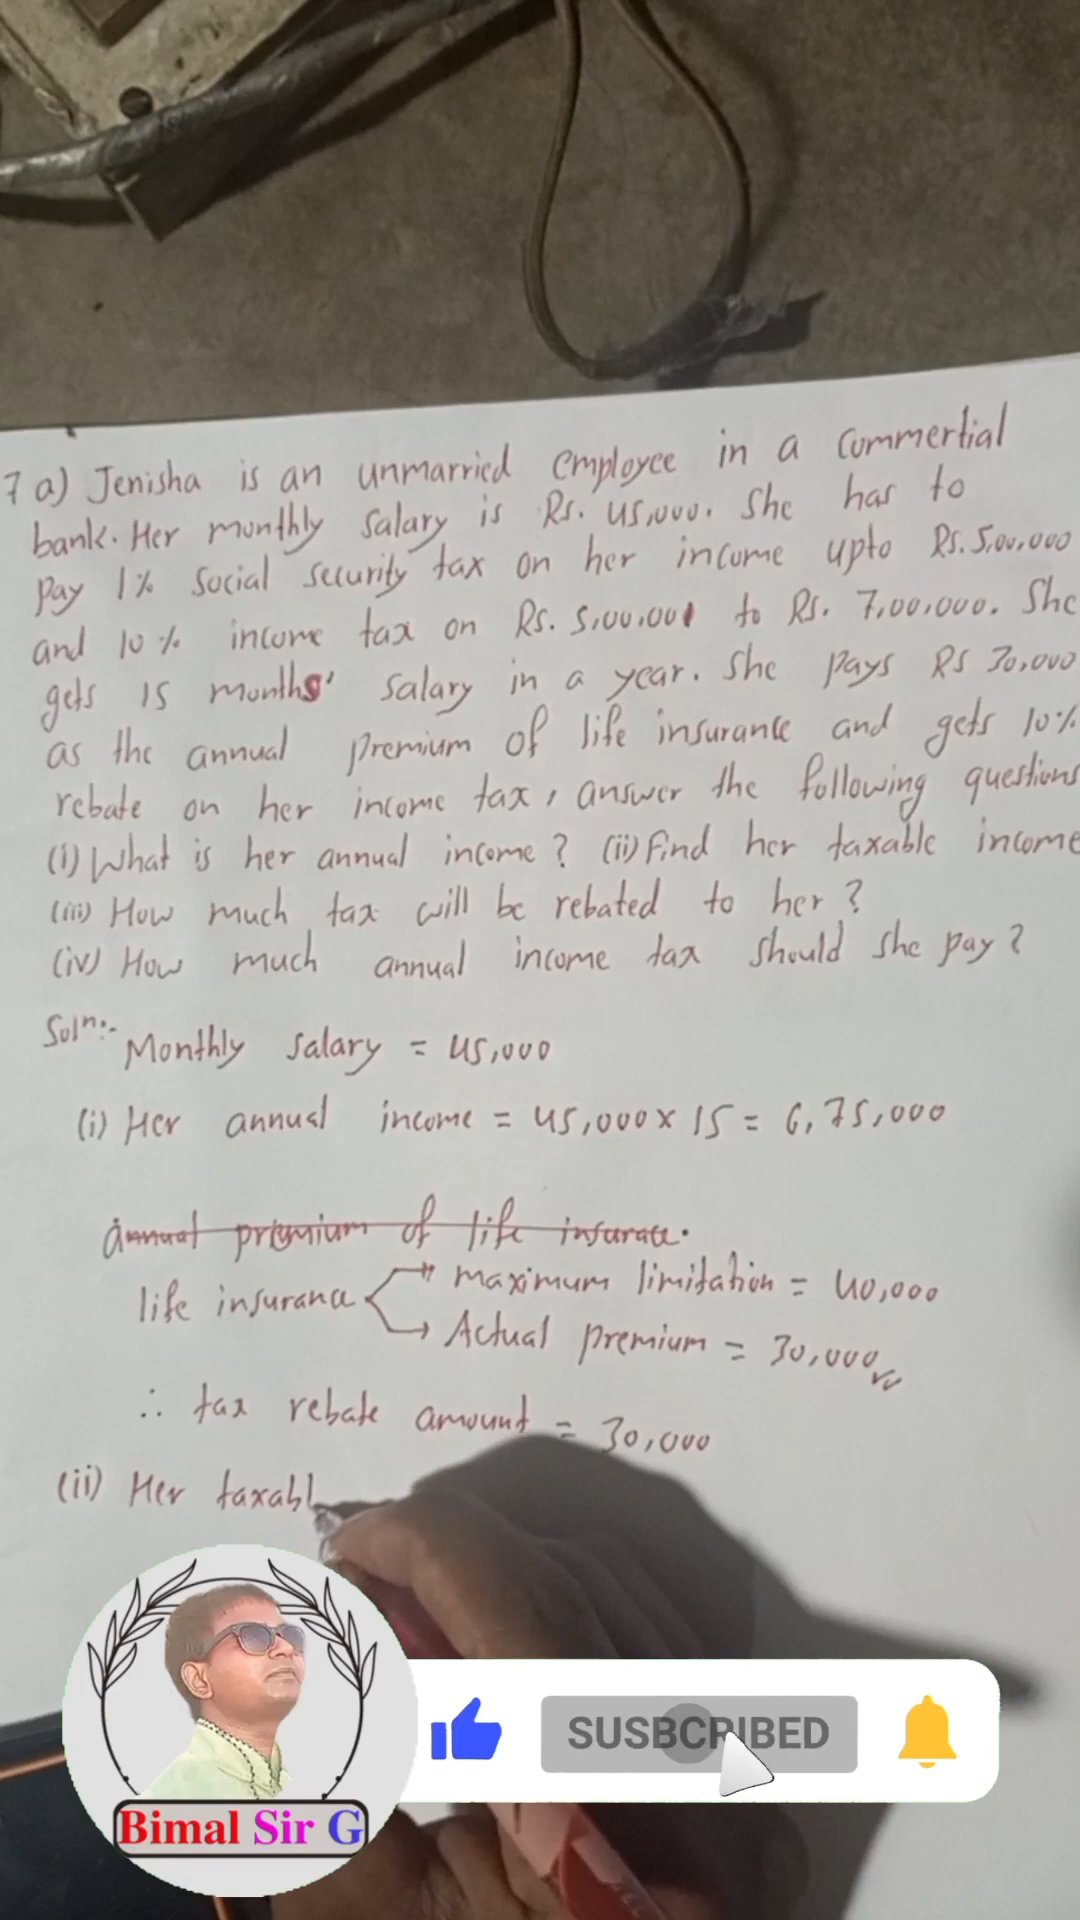 7 a) Jenisha is an unmarried employee in a commertial
bank. Her monthly salary is Rs. 45,000. She has to
pay 1% social security tax on her income upto Rs. 5,00,000
and 10% income tax on Rs. 5,00,001 to Rs. 7,00,000. She
gets 15 months' salary in a year. She pays Rs 30,000
as the annual premium of life insurance and gets 10%
rebate on her income tax, answer the following questions
(i) What is her annual income? (ii) find her taxable income
(iii) How much tax will be rebated to her?
(iv) How much annual income tax should she pay?
Soln:-
Monthly salary = 45,000
(i) Her annual income = 45,000 x 15 = 6,75,000
annual premium of life insurace.
life insurance
maximum limitation = 40,000
Actual premium = 30,000
∴ tax rebate amount = 30,000
(ii) Her taxabl
SUSBCRIBED
Bimal Sir G